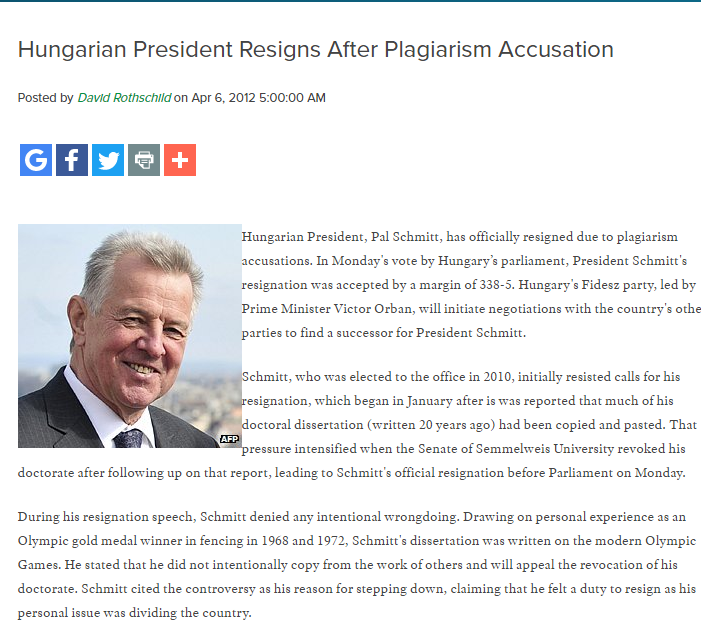 Hungarian President Resigns After Plagiarism Accusation
Posted by David Rothschild on Apr 6, 2012 5:00:00 AM
G f +
Hungarian President, Pal Schmitt, has officially resigned due to plagiarism
accusations. In Monday's vote by Hungary's parliament, President Schmitt's
resignation was accepted by a margin of 338-5. Hungary's Fidesz party, led by
Prime Minister Victor Orban, will initiate negotiations with the country's othe
parties to find a successor for President Schmitt.
Schmitt, who was elected to the office in 2010, initially resisted calls for his
resignation, which began in January after is was reported that much of his
doctoral dissertation (written 20 years ago) had been copied and pasted. That
AFP
pressure intensified when the Senate of Semmelweis University revoked his
doctorate after following up on that report, leading to Schmitt's official resignation before Parliament on Monday.
During his resignation speech, Schmitt denied any intentional wrongdoing. Drawing on personal experience as an
Olympic gold medal winner in fencing in 1968 and 1972, Schmitt's dissertation was written on the modern Olympic
Games. He stated that he did not intentionally copy from the work of others and will appeal the revocation of his
doctorate. Schmitt cited the controversy as his reason for stepping down, claiming that he felt a duty to resign as his
personal issue was dividing the country.